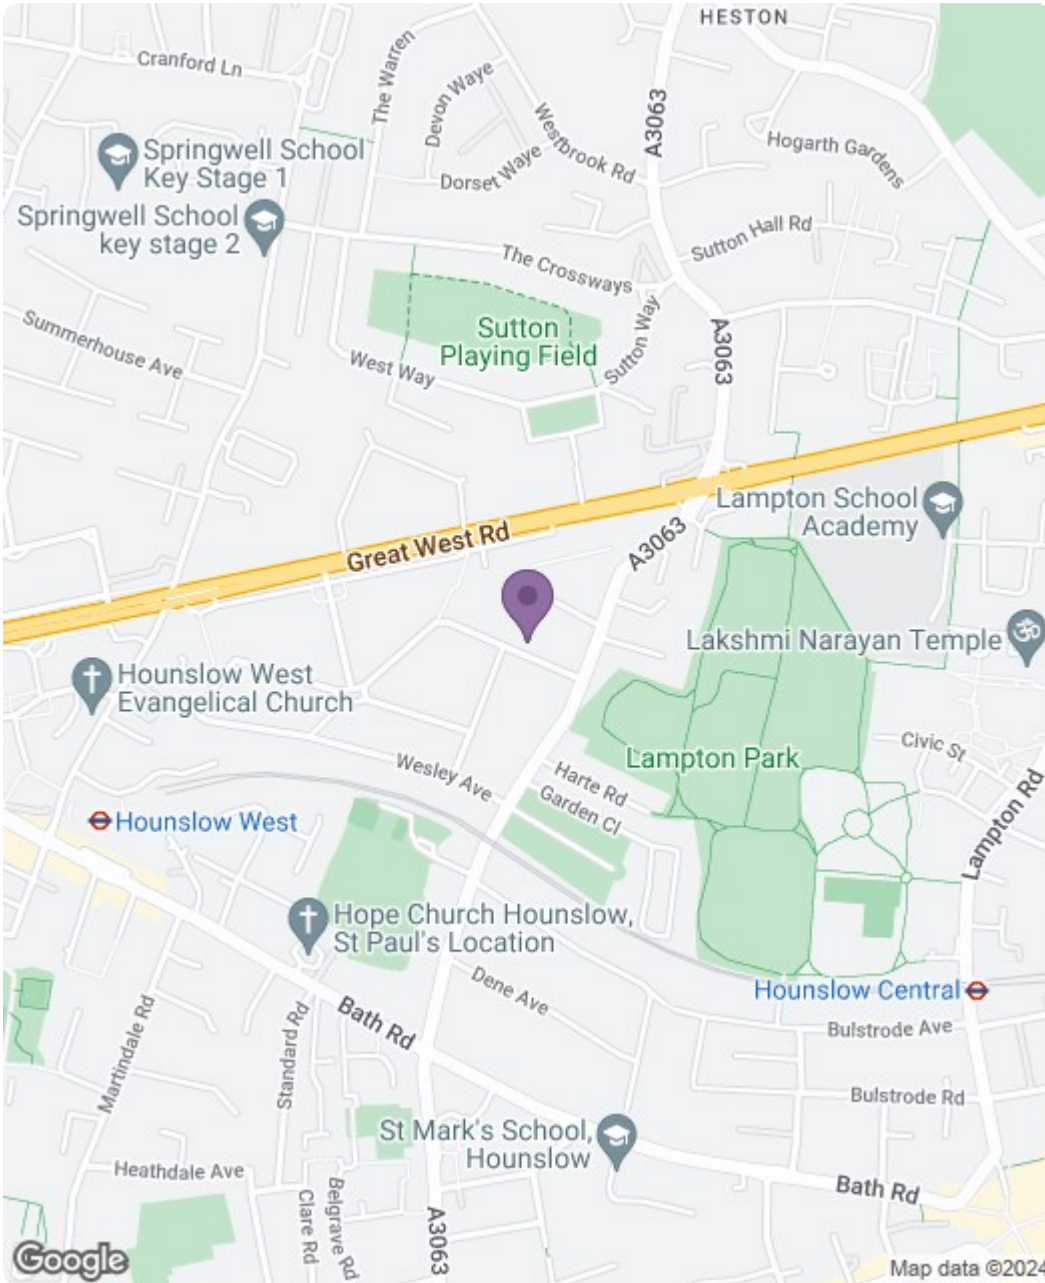 HESTON
Cranford Ln
The Warren
Devon Waye
Westbrook Rd
A3063
Hogarth Gardens
Springwell School
Key Stage 1
Dorset Waye
Springwell School
key stage 2
Sutton Hall Rd
The Crossways
Summerhouse Ave
Sutton
Playing Field
Sutton Way
A3063
West Way
Great West Rd
A3063
Lampton School
Academy
Lakshmi Narayan Temple
Hounslow West
Evangelical Church
Wesley Ave
Harte Rd
Garden Cl
Lampton Park
Civic St
Lampton Rd
Hounslow West
Hope Church Hounslow,
St Paul's Location
Dene Ave
Hounslow Central
Bulstrode Ave
Martindale Rd
Standard Rd
Bath Rd
Bulstrode Rd
St Mark's School,
Hounslow
Heathdale Ave
Clare Rd
Belgrave Rd
A3063
Bath Rd
Google
Map data ©2024